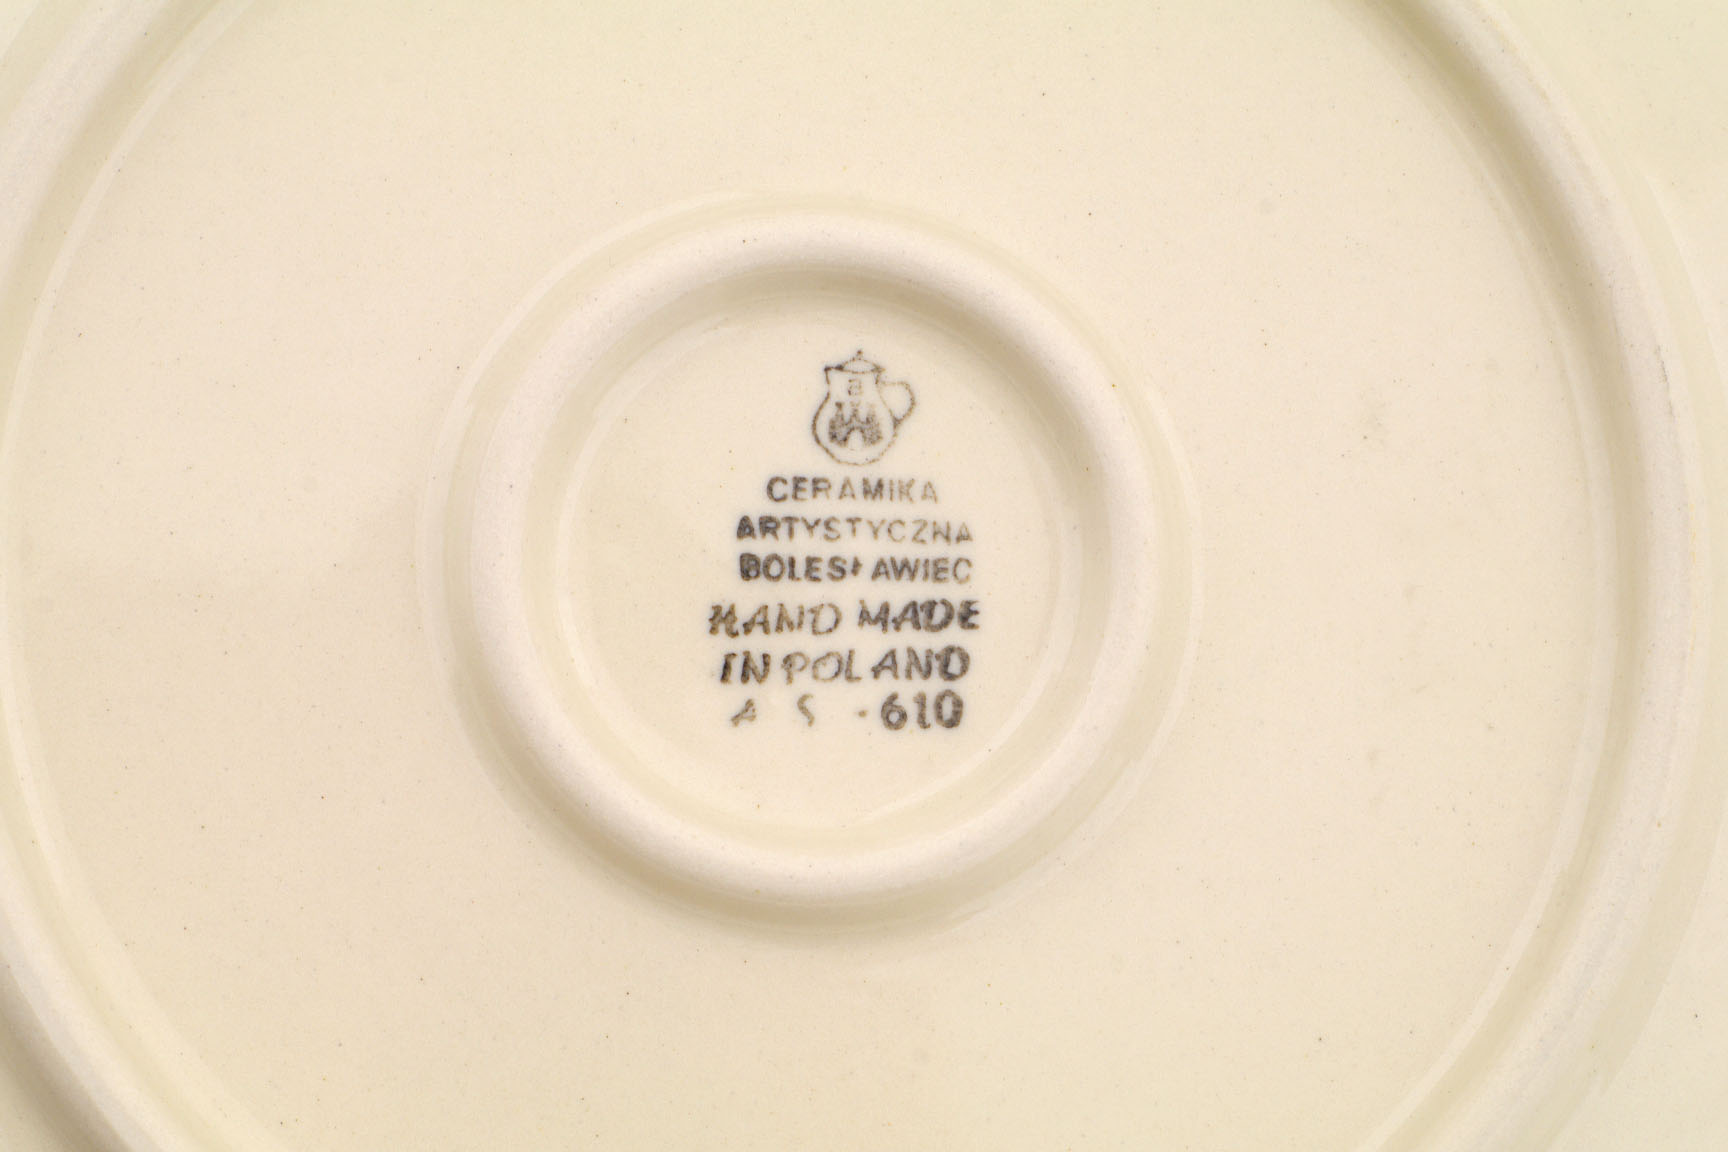 B
CERAMIKA
ARTYSTYCZNA
BOLESŁAWIEC
HAND MADE
IN POLAND
A S · 610